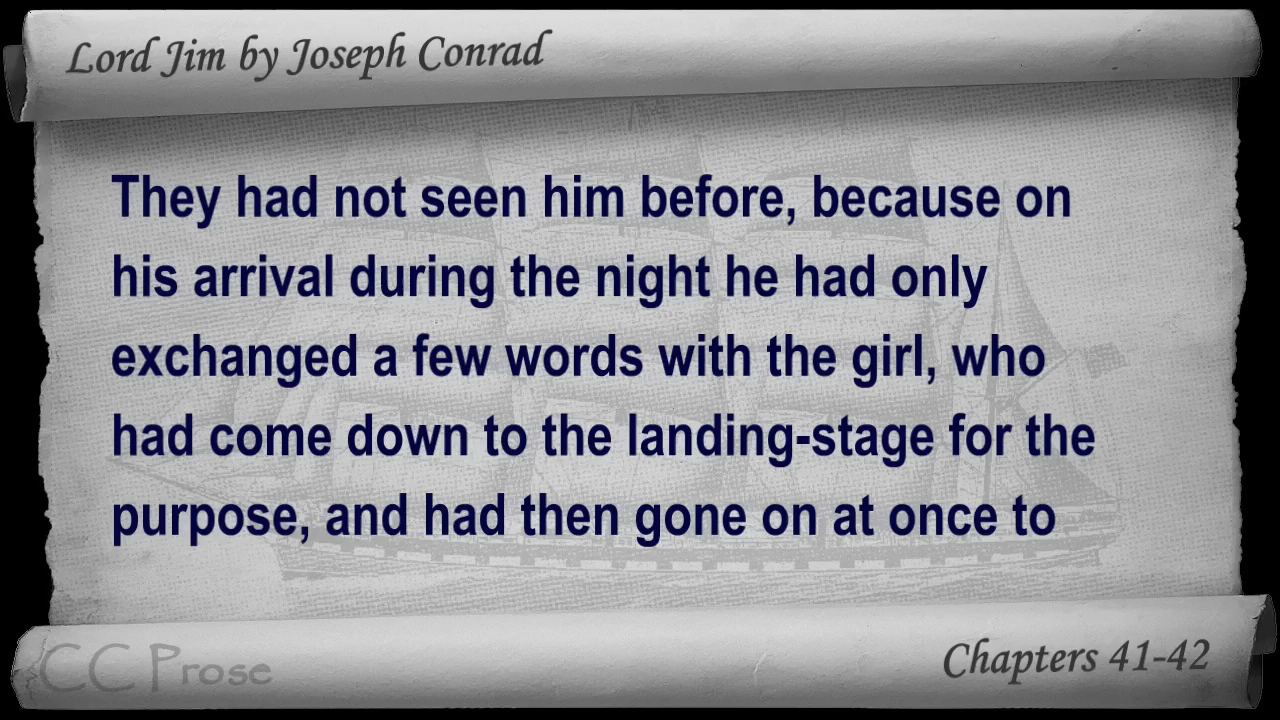 Lord Jim by Joseph Conrad
They had not seen him before, because on
his arrival during the night he had only
exchanged a few words with the girl, who
had come down to the landing-stage for the
purpose, and had then gone on at once to
CC Prose
Chapters 41-42